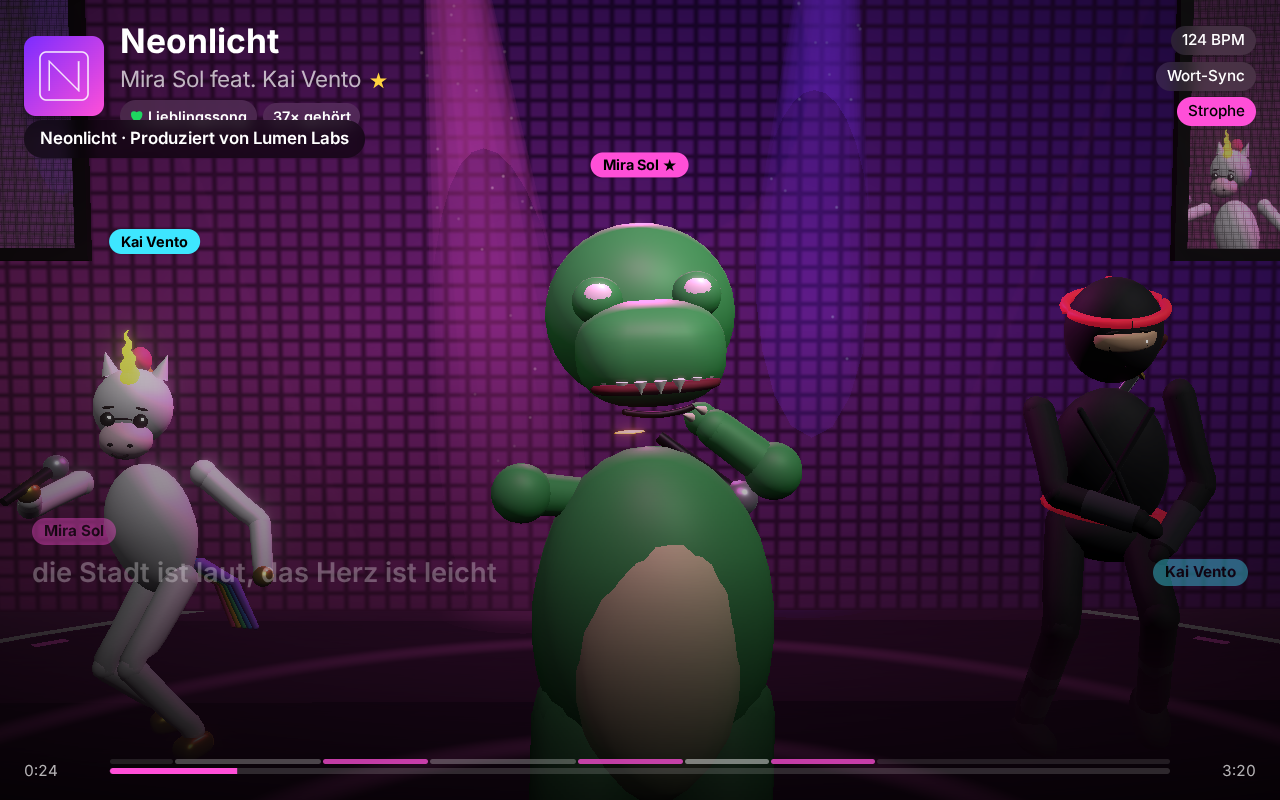 Neonlicht
Mira Sol feat. Kai Vento ★
Lieblingssong
37× gehört
Neonlicht · Produziert von Lumen Labs
124 BPM
Wort-Sync
Strophe
Mira Sol ★
Kai Vento
Mira Sol
die Stadt ist laut, das Herz ist leicht
Kai Vento
0:24
3:20